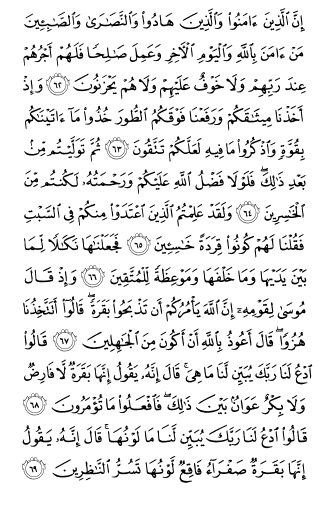 إِنَّ ٱلَّذِينَ ءَامَنُوا۟ وَٱلَّذِينَ هَادُوا۟ وَٱلنَّصَـٰرَىٰ وَٱلصَّـٰبِـِٔينَ
مَنْ ءَامَنَ بِٱللَّهِ وَٱلْيَوْمِ ٱلْـَٔاخِرِ وَعَمِلَ صَـٰلِحًا فَلَهُمْ أَجْرُهُمْ
عِندَ رَبِّهِمْ وَلَا خَوْفٌ عَلَيْهِمْ وَلَا هُمْ يَحْزَنُونَ ﴿٦٢﴾ وَإِذْ
أَخَذْنَا مِيثَـٰقَكُمْ وَرَفَعْنَا فَوْقَكُمُ ٱلطُّورَ خُذُوا۟ مَآ ءَاتَيْنَـٰكُم
بِقُوَّةٍ وَٱذْكُرُوا۟ مَا فِيهِ لَعَلَّكُمْ تَتَّقُونَ ﴿٦٣﴾ ثُمَّ تَوَلَّيْتُم مِّنۢ
بَعْدِ ذَٰلِكَ ۖ فَلَوْلَا فَضْلُ ٱللَّهِ عَلَيْكُمْ وَرَحْمَتُهُۥ لَكُنتُم مِّنَ
ٱلْخَـٰسِرِينَ ﴿٦٤﴾ وَلَقَدْ عَلِمْتُمُ ٱلَّذِينَ ٱعْتَدَوْا۟ مِنكُمْ فِى ٱلسَّبْتِ
فَقُلْنَا لَهُمْ كُونُوا۟ قِرَدَةً خَـٰسِـِٔينَ ﴿٦٥﴾ فَجَعَلْنَـٰهَا نَكَـٰلًا لِّمَا
بَيْنَ يَدَيْهَا وَمَا خَلْفَهَا وَمَوْعِظَةً لِّلْمُتَّقِينَ ﴿٦٦﴾ وَإِذْ قَالَ
مُوسَىٰ لِقَوْمِهِۦٓ إِنَّ ٱللَّهَ يَأْمُرُكُمْ أَن تَذْبَحُوا۟ بَقَرَةً ۖ قَالُوٓا۟ أَتَتَّخِذُنَا
هُزُوًا ۖ قَالَ أَعُوذُ بِٱللَّهِ أَنْ أَكُونَ مِنَ ٱلْجَـٰهِلِينَ ﴿٦٧﴾ قَالُوا۟
ٱدْعُ لَنَا رَبَّكَ يُبَيِّن لَّنَا مَا هِىَ ۚ قَالَ إِنَّهُۥ يَقُولُ إِنَّهَا بَقَرَةٌ لَّا فَارِضٌ
وَلَا بِكْرٌ عَوَانٌۢ بَيْنَ ذَٰلِكَ ۖ فَٱفْعَلُوا۟ مَا تُؤْمَرُونَ ﴿٦٨﴾
قَالُوا۟ ٱدْعُ لَنَا رَبَّكَ يُبَيِّن لَّنَا مَا لَوْنُهَا ۚ قَالَ إِنَّهُۥ يَقُولُ
إِنَّهَا بَقَرَةٌ صَفْرَآءُ فَاقِعٌ لَّوْنُهَا تَسُرُّ ٱلنَّـٰظِرِينَ ﴿٦٩﴾